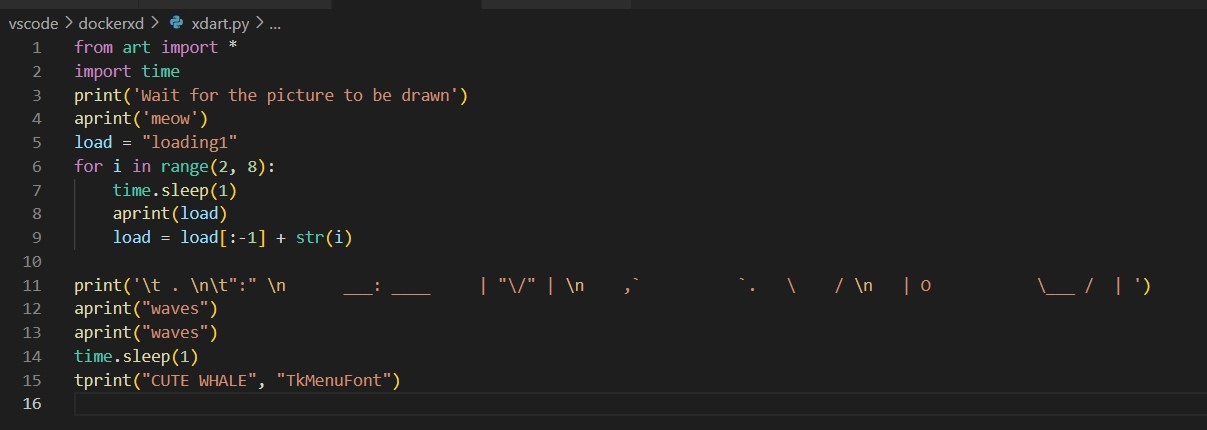 vscode > dockerxd > xdart.py > ...
1 from art import *
2 import time
3 print('Wait for the picture to be drawn')
4 aprint('meow')
5 load = "loading1"
6 for i in range(2, 8):
7     time.sleep(1)
8     aprint(load)
9     load = load[:-1] + str(i)
10
11 print('\t . \n\t":" \n      ___: ____     | "\/" | \n    ,`          `.   \    / \n   | O           \___ /  | ')
12 aprint("waves")
13 aprint("waves")
14 time.sleep(1)
15 tprint("CUTE WHALE", "TkMenuFont")
16